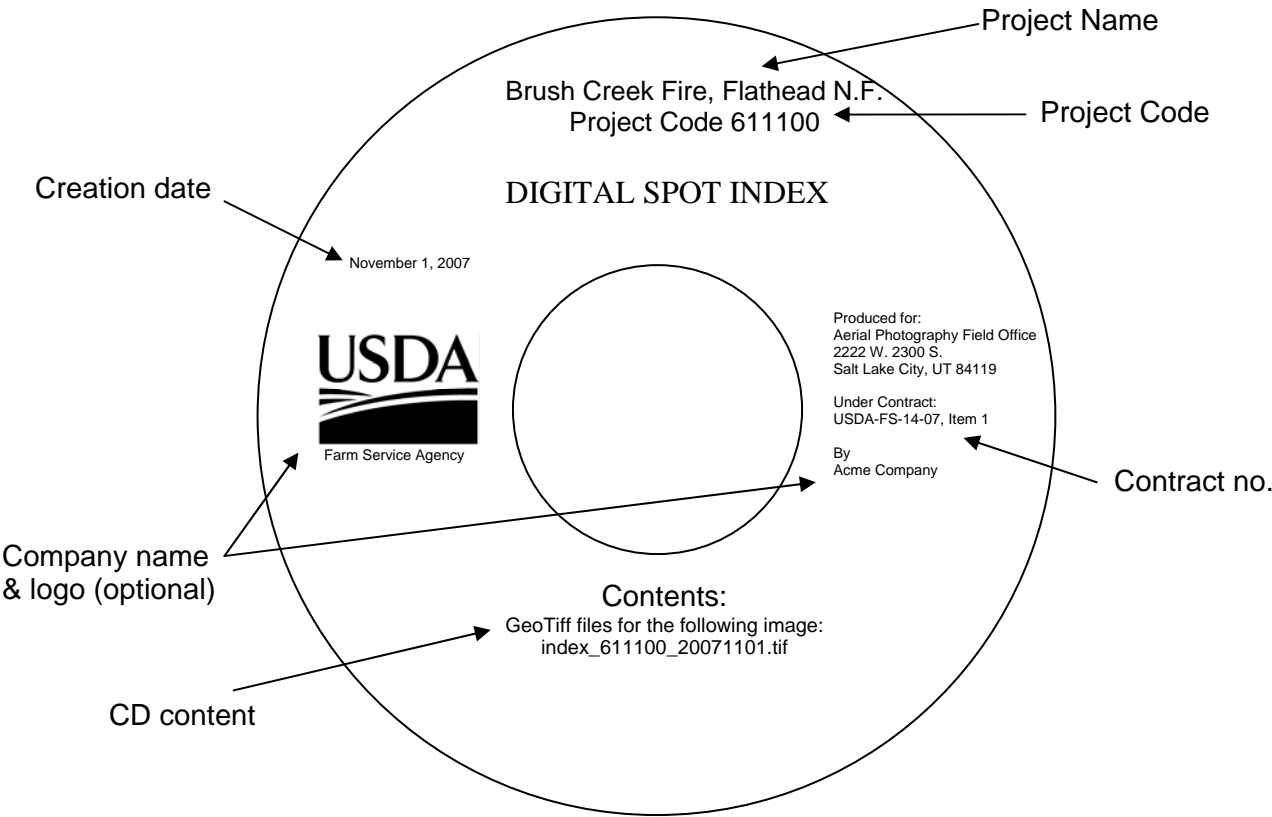 Project Name
Brush Creek Fire, Flathead N.F.
Project Code 611100
Project Code
DIGITAL SPOT INDEX
Creation date
November 1, 2007
USDA
Farm Service Agency
Produced for:
Aerial Photography Field Office
2222 W. 2300 S.
Salt Lake City, UT 84119
Under Contract:
USDA-FS-14-07, Item 1
By
Acme Company
Contract no.
Company name
& logo (optional)
Contents:
GeoTiff files for the following image:
index_611100_20071101.tif
CD content